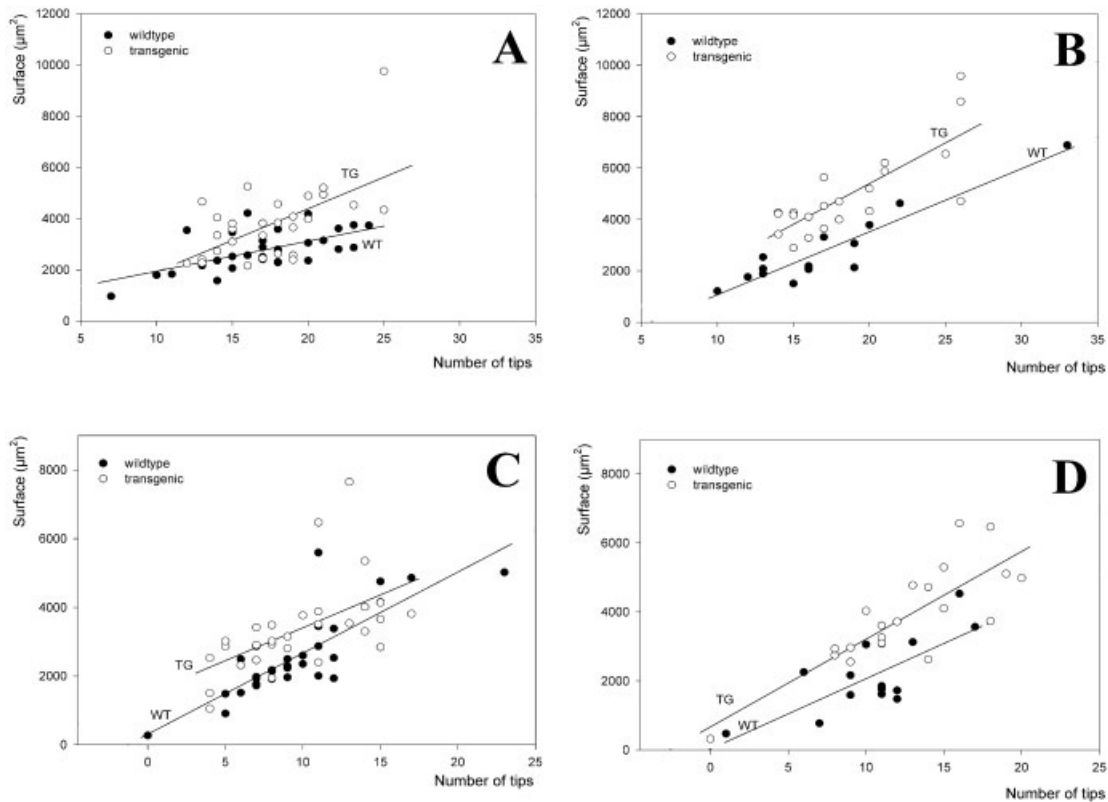 A
Surface (µm²)
12000
10000
8000
6000
4000
2000
0
wildtype
transgenic
TG
WT
5 10 15 20 25 30 35
Number of tips
B
Surface (µm²)
12000
10000
8000
6000
4000
2000
0
wildtype
transgenic
TG
WT
5 10 15 20 25 30 35
Number of tips
C
Surface (µm²)
8000
6000
4000
2000
0
wildtype
transgenic
TG
WT
0 5 10 15 20 25
Number of tips
D
Surface (µm²)
8000
6000
4000
2000
0
wildtype
transgenic
TG
WT
0 5 10 15 20 25
Number of tips